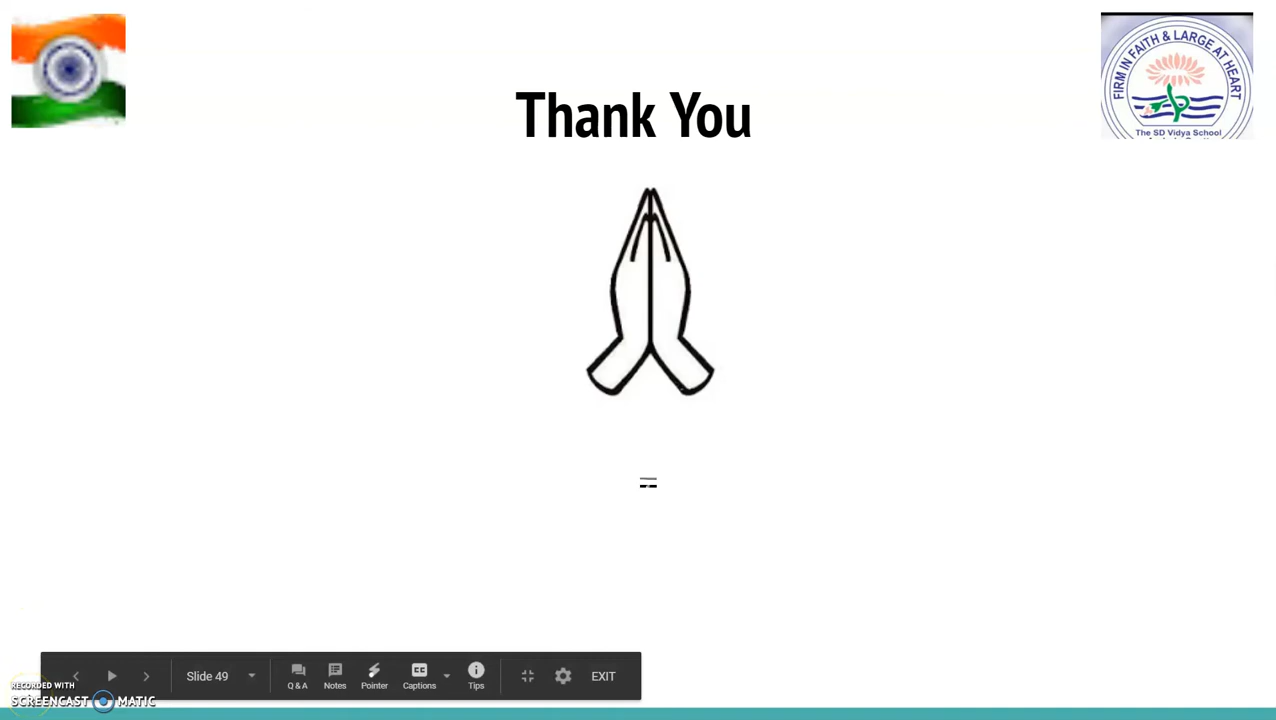 FIRM IN FAITH & LARGE AT HEART
The SD Vidya School
Thank You
Slide 49
Q & A
Notes
Pointer
Captions
Tips
EXIT
RECORDED WITH
SCREENCAST MATIC